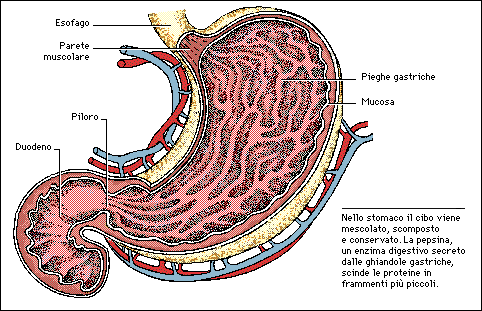 Esofago
Parete
muscolare
Pieghe gastriche
Mucosa
Piloro
Duodeno
Nello stomaco il cibo viene
mescolato, scomposto
e conservato. La pepsina,
un enzima digestivo secreto
dalle ghiandole gastriche,
scinde le proteine in
frammenti più piccoli.